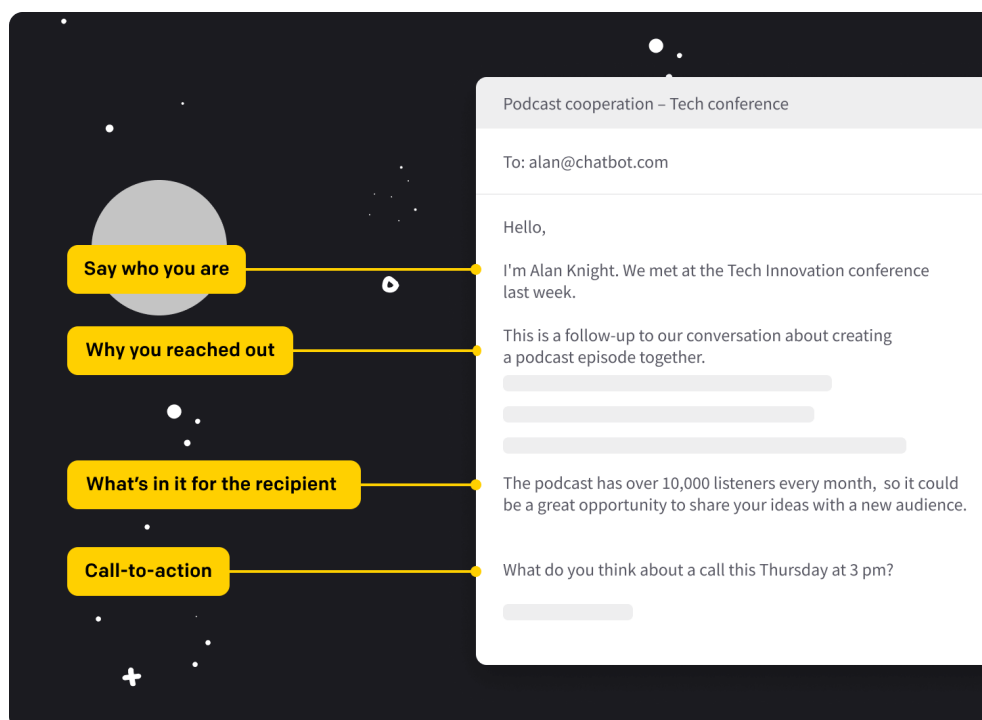 Podcast cooperation – Tech conference
To: alan@chatbot.com
Hello,
Say who you are
I'm Alan Knight. We met at the Tech Innovation conference
last week.
Why you reached out
This is a follow-up to our conversation about creating
a podcast episode together.
What's in it for the recipient
The podcast has over 10,000 listeners every month, so it could
be a great opportunity to share your ideas with a new audience.
Call-to-action
What do you think about a call this Thursday at 3 pm?